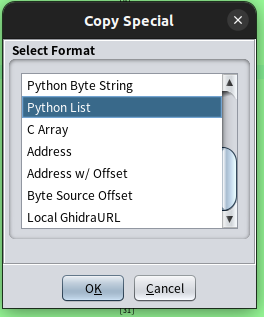 Copy Special
Select Format
Python Byte String
Python List
C Array
Address
Address w/ Offset
Byte Source Offset
Local GhidraURL
OK
Cancel
[31]